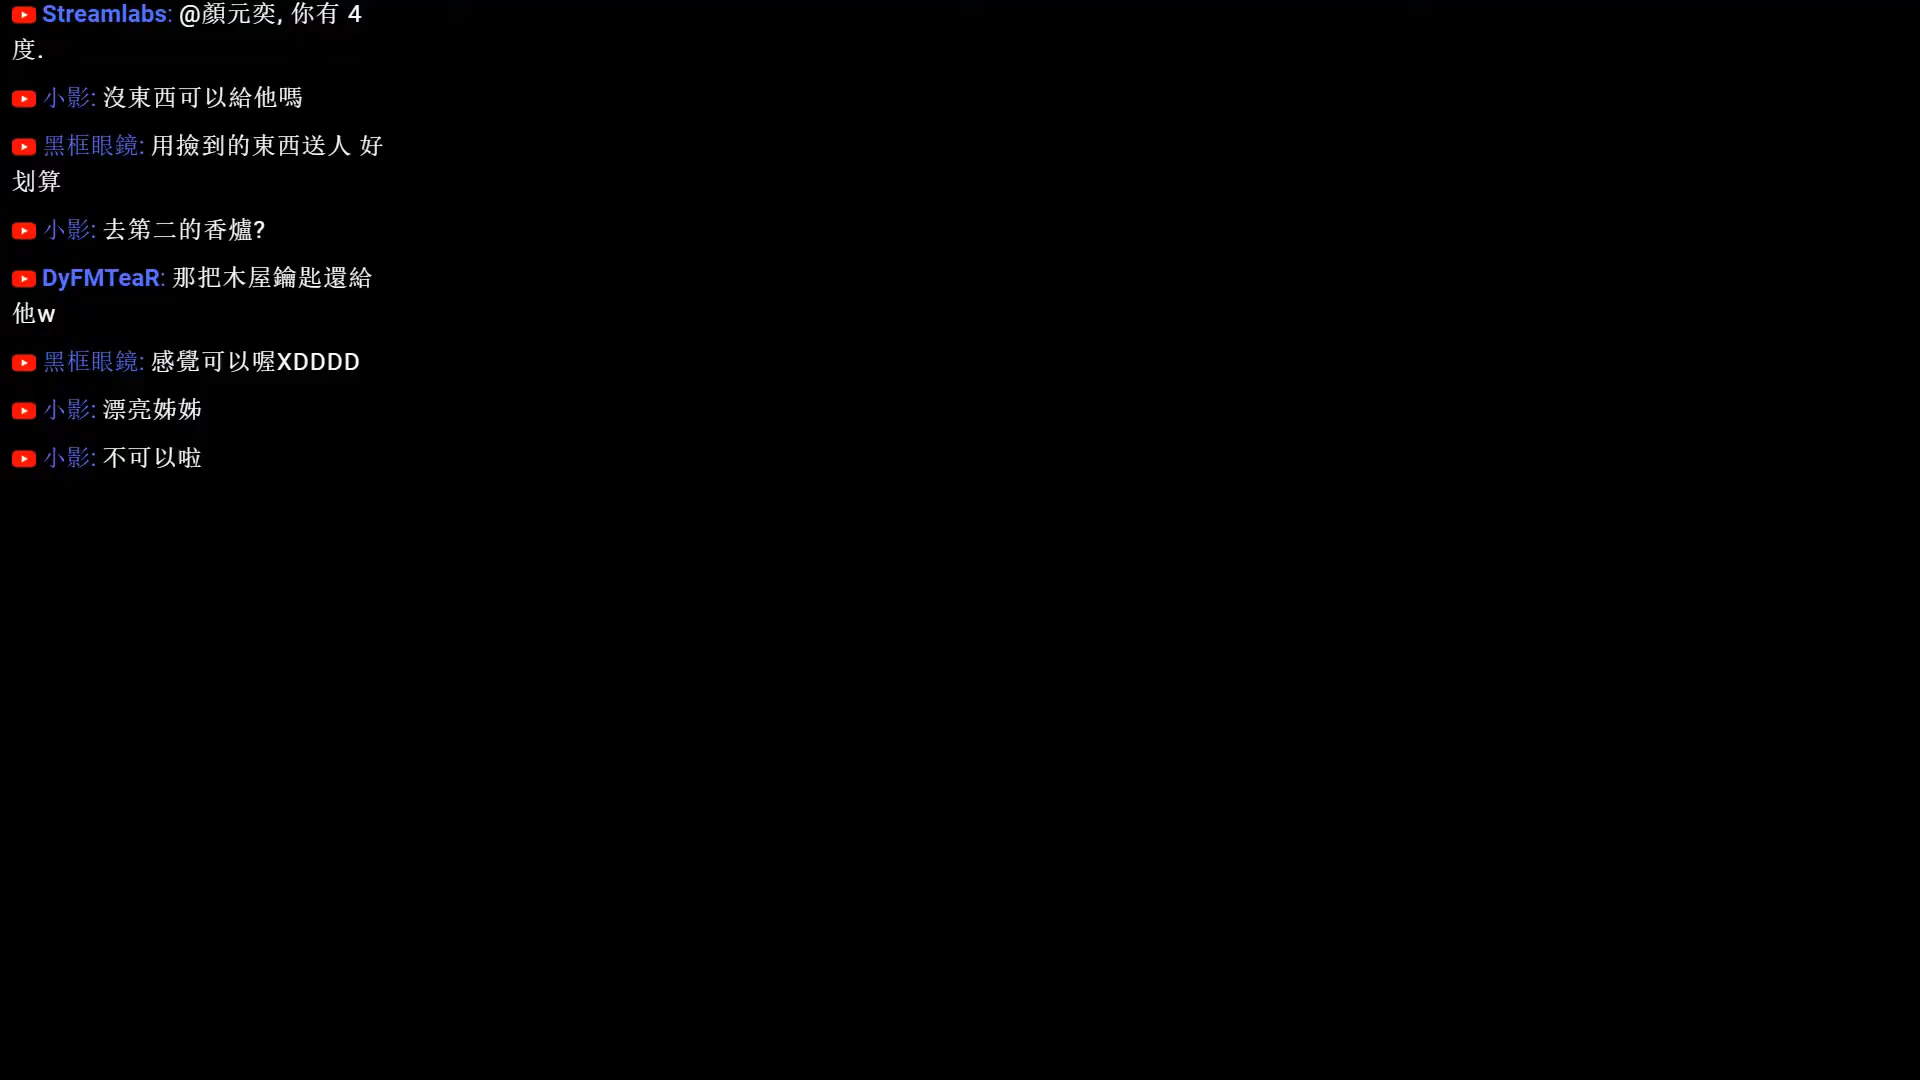 Streamlabs: @顏元奕, 你有 4
度.
小影: 沒東西可以給他嗎
黑框眼鏡: 用撿到的東西送人 好
划算
小影: 去第二的香爐?
DyFMTeaR: 那把木屋鑰匙還給
他w
黑框眼鏡: 感覺可以喔XDDDD
小影: 漂亮姊姊
小影: 不可以啦